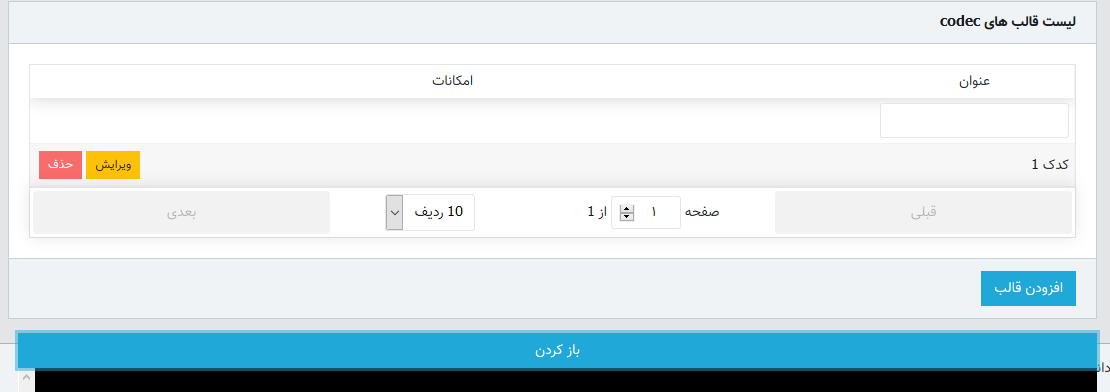 لیست قالب های codec
عنوان امکانات
کدک 1 ویرایش حذف
قبلی صفحه ۱ از 1 10 ردیف بعدی
افزودن قالب
باز کردن